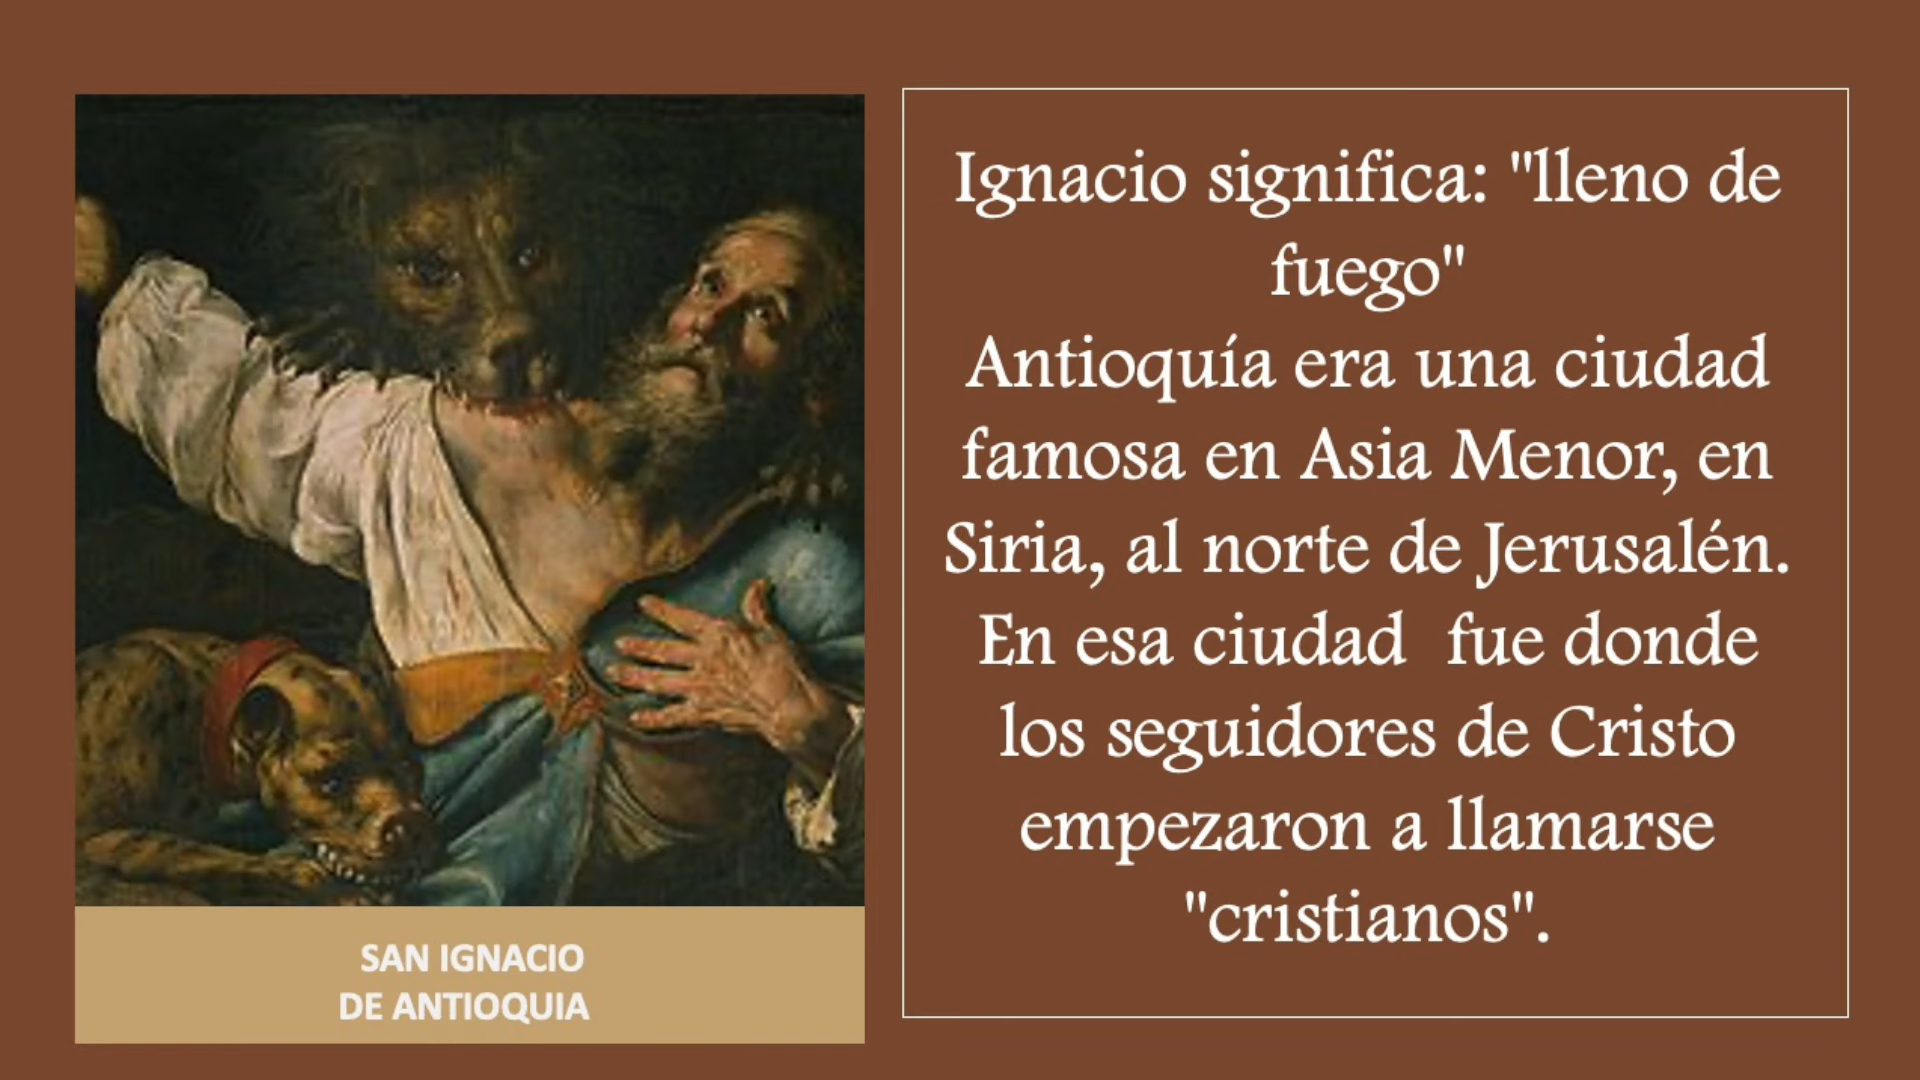 Ignacio significa: "lleno de
fuego"
Antioquía era una ciudad
famosa en Asia Menor, en
Siria, al norte de Jerusalén.
En esa ciudad  fue donde
los seguidores de Cristo
empezaron a llamarse
"cristianos".
SAN IGNACIO
DE ANTIOQUIA